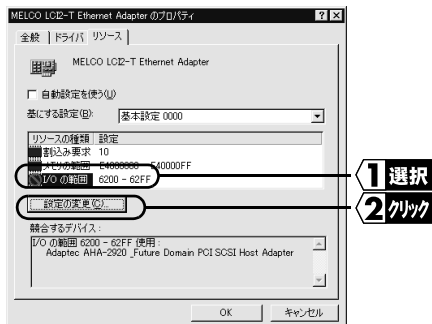 MELCO LCI2-T Ethernet Adapter のプロパティ
全般 ドライバ リソース
MELCO LCI2-T Ethernet Adapter
自動設定を使う(U)
基にする設定(B): 基本設定 0000
リソースの種類 設定
割込み要求 10
メモリの範囲 E4000000 - E40000FF
I/O の範囲 6200 - 62FF
1 選択
設定の変更(C)...
2 クリック
競合するデバイス:
I/O の範囲 6200 - 62FF 使用:
Adaptec AHA-2920 _Future Domain PCI SCSI Host Adapter
OK キャンセル